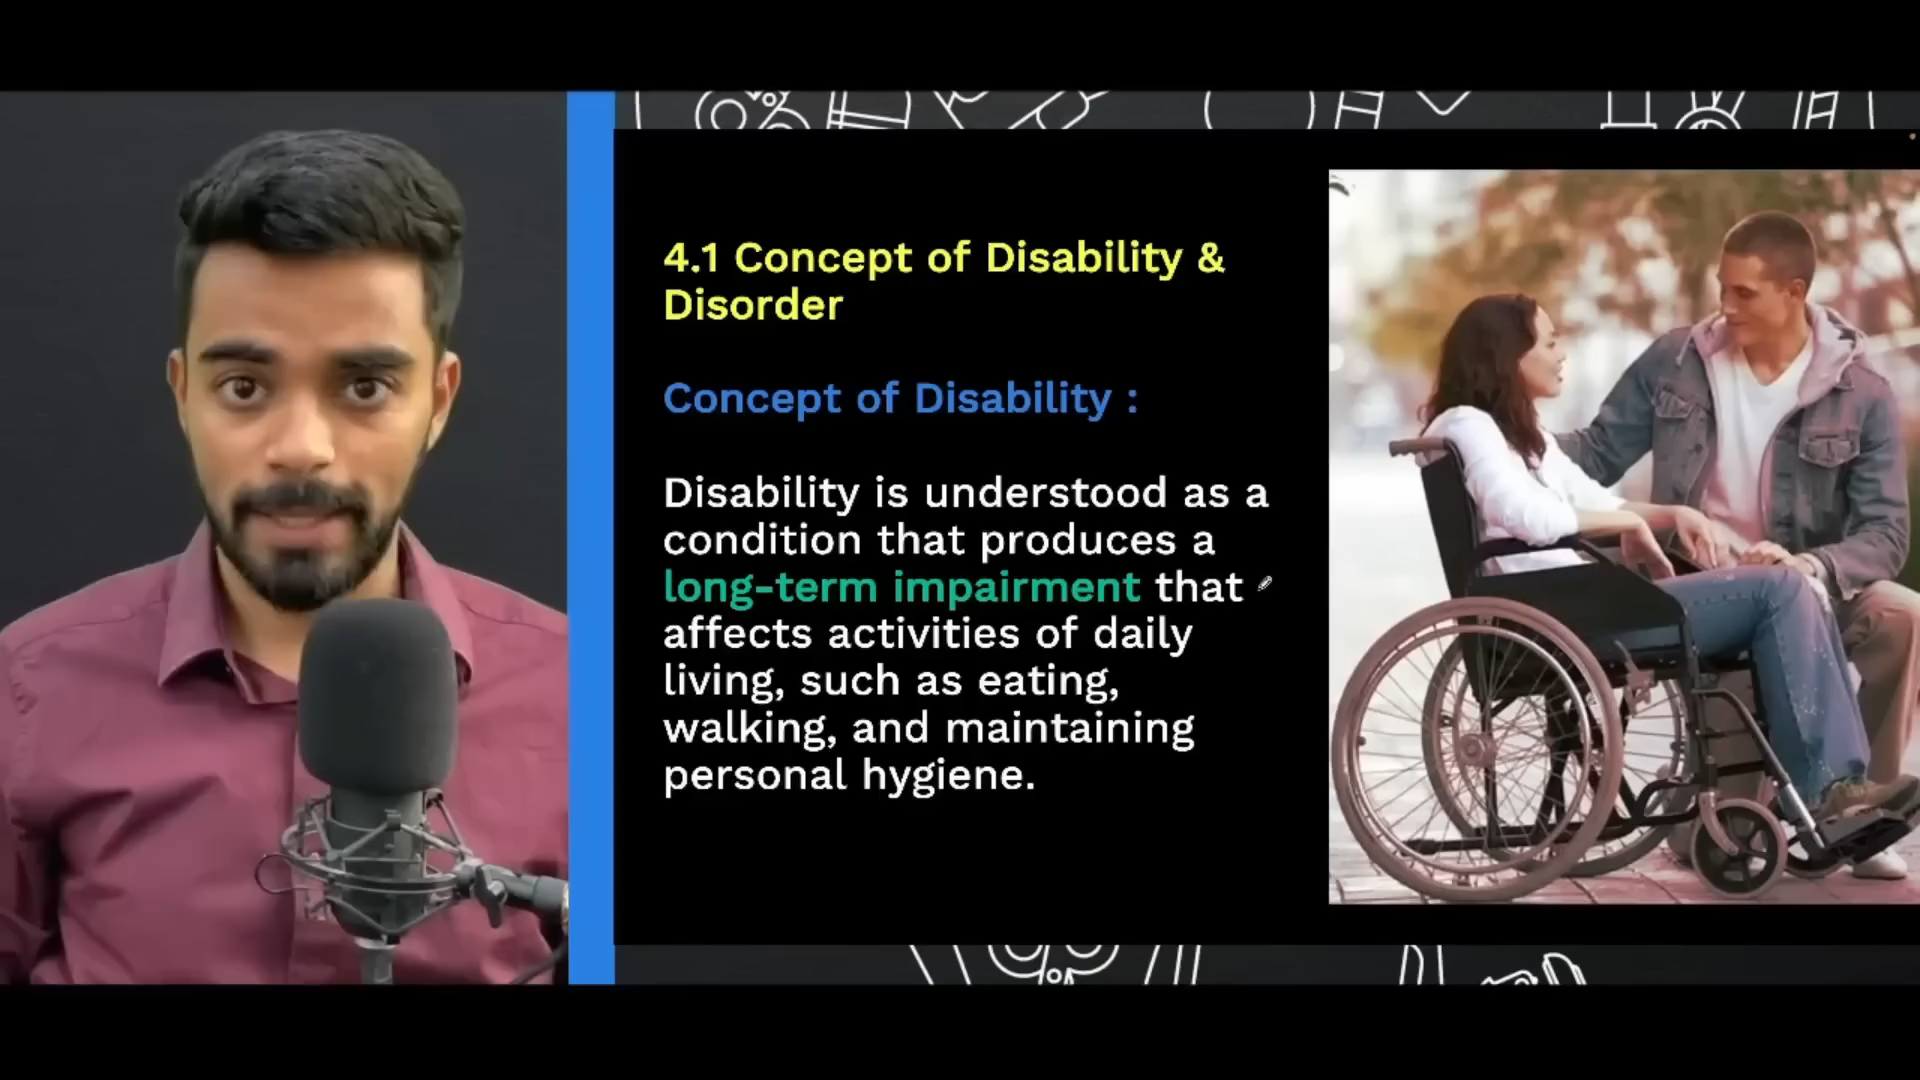 4.1 Concept of Disability &
Disorder
Concept of Disability :
Disability is understood as a
condition that produces a
long-term impairment that
affects activities of daily
living, such as eating,
walking, and maintaining
personal hygiene.